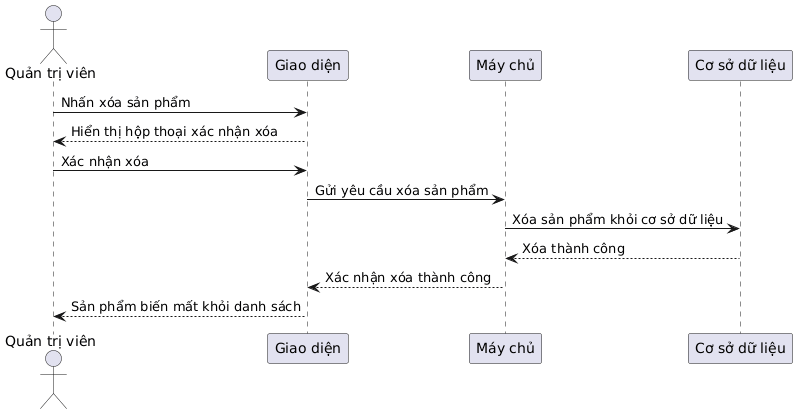 Quản trị viên
Giao diện
Máy chủ
Cơ sở dữ liệu
Nhấn xóa sản phẩm
Hiển thị hộp thoại xác nhận xóa
Xác nhận xóa
Gửi yêu cầu xóa sản phẩm
Xóa sản phẩm khỏi cơ sở dữ liệu
Xóa thành công
Xác nhận xóa thành công
Sản phẩm biến mất khỏi danh sách
Quản trị viên
Giao diện
Máy chủ
Cơ sở dữ liệu